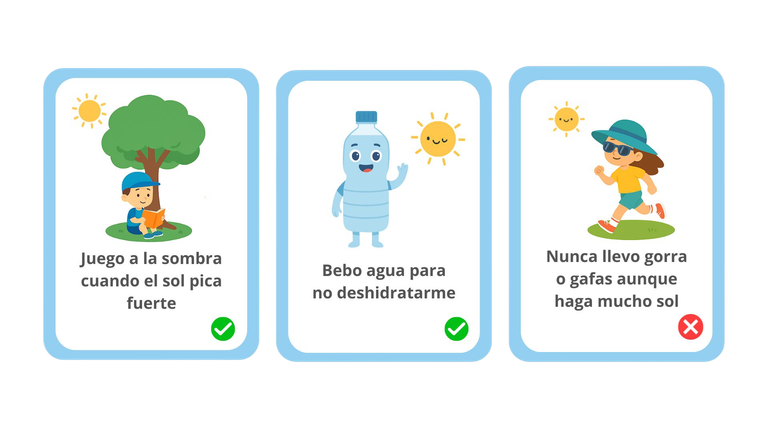 Juego a la sombra
cuando el sol pica
fuerte
Bebo agua para
no deshidratarme
Nunca llevo gorra
o gafas aunque
haga mucho sol